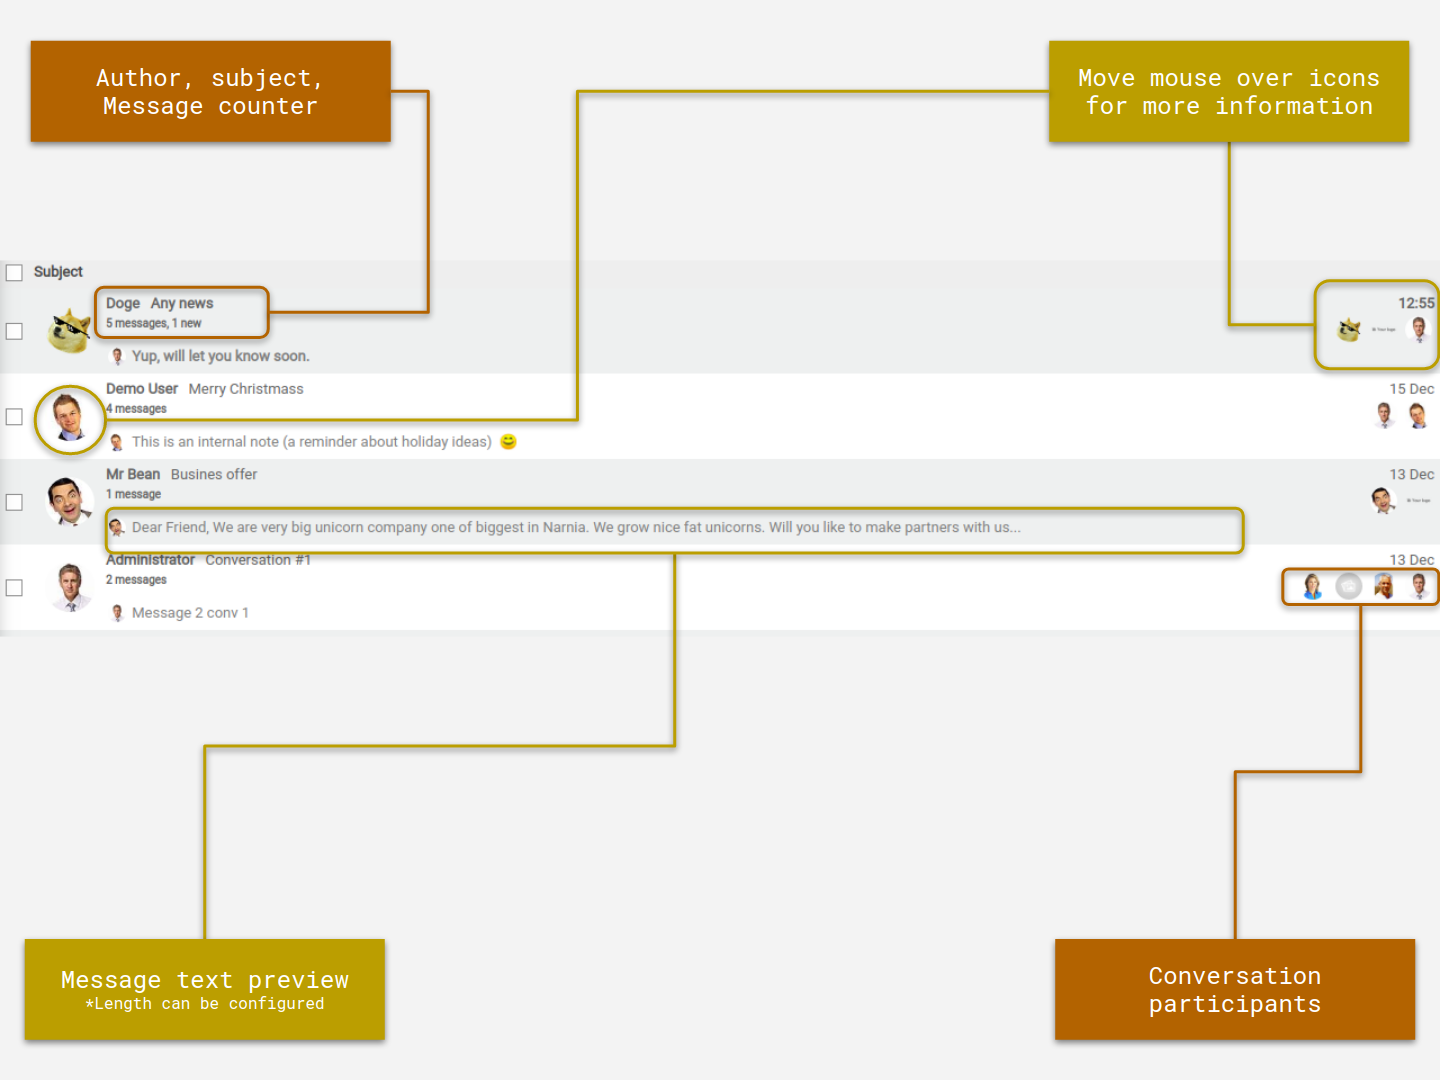 Author, subject,
Message counter
Move mouse over icons
for more information
Subject
Doge Any news
12:55
5 messages, 1 new
Yup, will let you know soon.
Demo User Merry Christmass
15 Dec
4 messages
This is an internal note (a reminder about holiday ideas)
Mr Bean Busines offer
13 Dec
1 message
Dear Friend, We are very big unicorn company one of biggest in Narnia. We grow nice fat unicorns. Will you like to make partners with us...
Administrator Conversation #1
13 Dec
2 messages
Message 2 conv 1
Message text preview
*Length can be configured
Conversation
participants